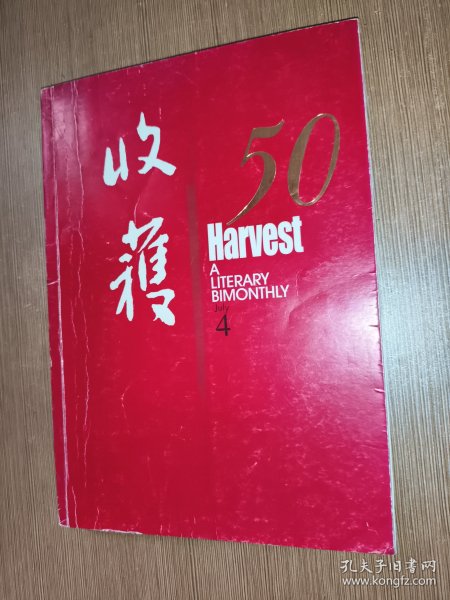 收
穫
50
Harvest
A
LITERARY
BIMONTHLY
July
4
孔夫子旧书网
www.kongfz.com